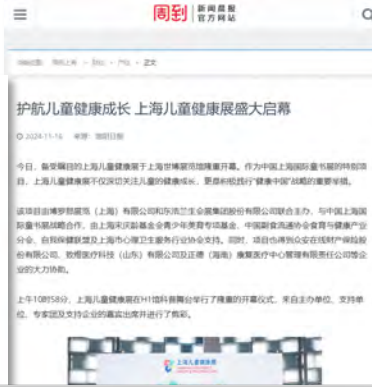 周到 新闻晨报
官方网站
正文
护航儿童健康成长 上海儿童健康展盛大启幕
2024-11-16 来源:
今日，备受瞩目的上海儿童健康展于上海世博展览馆隆重开幕。作为中国上海国际童书展的特别项
目，上海儿童健康展不仅深切关注儿童的健康成长，更是积极践行“健康中国”战略的重要举措。
该项目由博罗那展览（上海）有限公司和东浩兰生会展集团股份有限公司联合主办，与中国上海国
际童书展战略合作，由上海宋庆龄基金会青少年美育专项基金、中国副食流通协会食育与健康产业
分会、自我保健联盟及上海市心理卫生服务行业协会支持。同时，项目也得到众安在线财产保险股
份有限公司、致煜医疗科技（山东）有限公司及正德（海南）康复医疗中心管理有限责任公司等企
业的大力协助。
上午10时58分，上海儿童健康展在H1馆科普舞台举行了隆重的开幕仪式，来自主办单位、支持单
位、专家团及支持企业的嘉宾出席并进行了剪彩。
上海儿童健康展